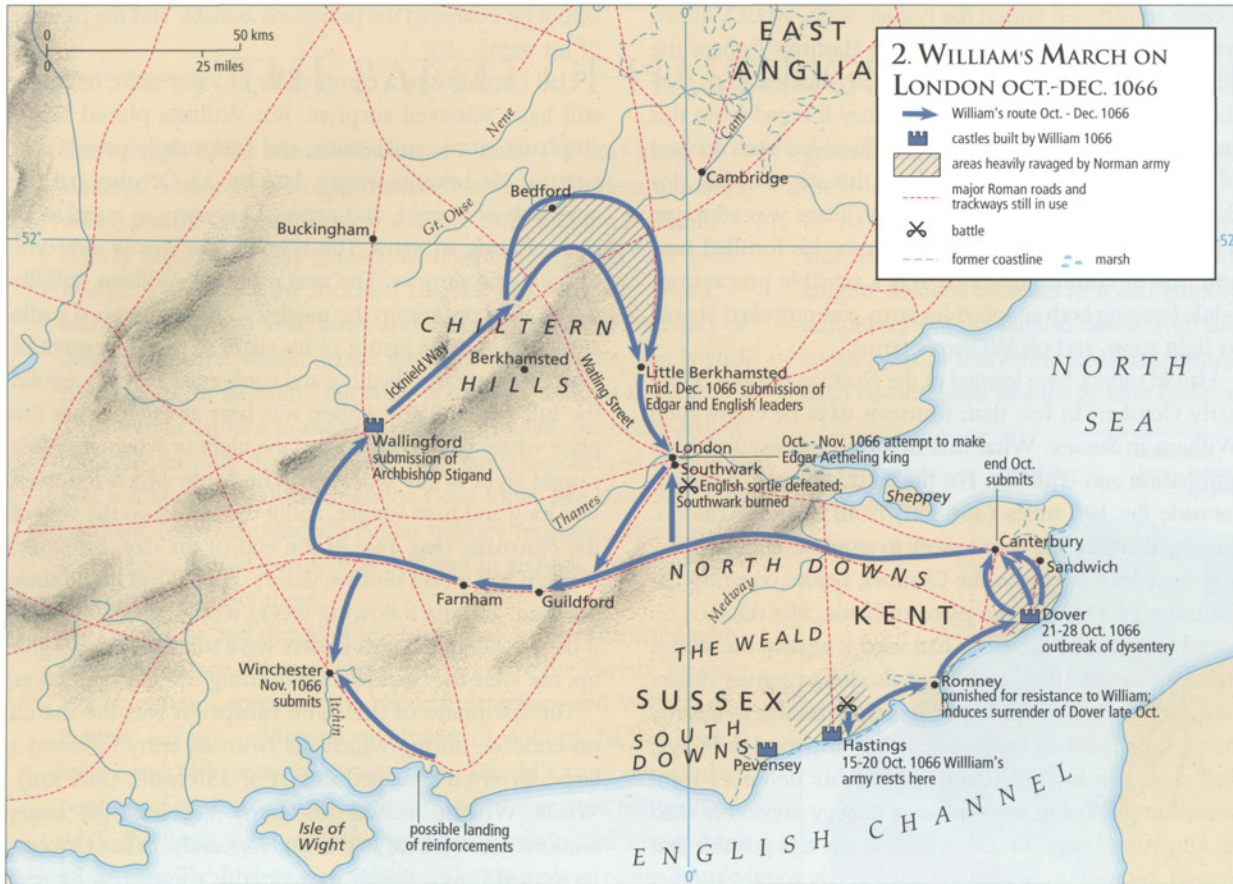 0 50 kms
25 miles
EAST
ANGLIA
2. WILLIAM'S MARCH ON
LONDON OCT.-DEC. 1066
William's route Oct. - Dec. 1066
castles built by William 1066
areas heavily ravaged by Norman army
major Roman roads and
trackways still in use
battle
former coastline
marsh
Nene
Cam
Cambridge
Bedford
Gt. Ouse
Buckingham
52°
52
CHILTERN
HILLS
Icknield Way
Berkhamsted
Watling Street
Little Berkhamsted
mid. Dec. 1066 submission of
Edgar and English leaders
NORTH
SEA
Wallingford
submission of
Archbishop Stigand
London
Oct. - Nov. 1066 attempt to make
Edgar Aetheling king
Southwark
English sortie defeated;
Southwark burned
Thames
Sheppey
end Oct.
submits
Canterbury
Sandwich
NORTH DOWNS
Medway
Farnham
Guildford
KENT
Dover
21-28 Oct. 1066
outbreak of dysentery
THE WEALD
Winchester
Nov. 1066
submits
Itchin
Romney
punished for resistance to William;
induces surrender of Dover late Oct.
SUSSEX
SOUTH
DOWNS
Pevensey
Hastings
15-20 Oct. 1066 Willliam's
army rests here
Isle of
Wight
possible landing
of reinforcements
ENGLISH CHANNEL
0°